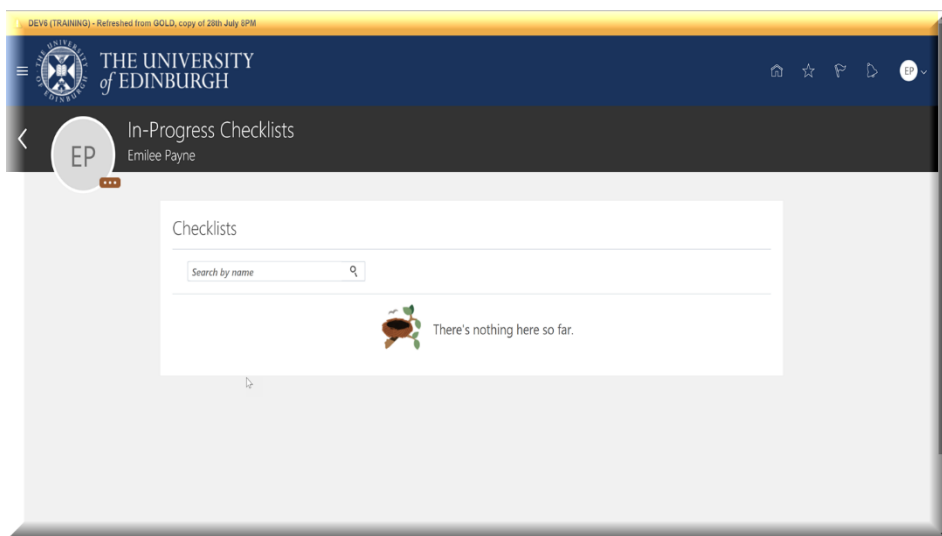 DEV6 (TRAINING) - Refreshed from GOLD, copy of 28th July 8PM
THE UNIVERSITY
of EDINBURGH
EP
In-Progress Checklists
Emilee Payne
EP
Checklists
Search by name
There's nothing here so far.